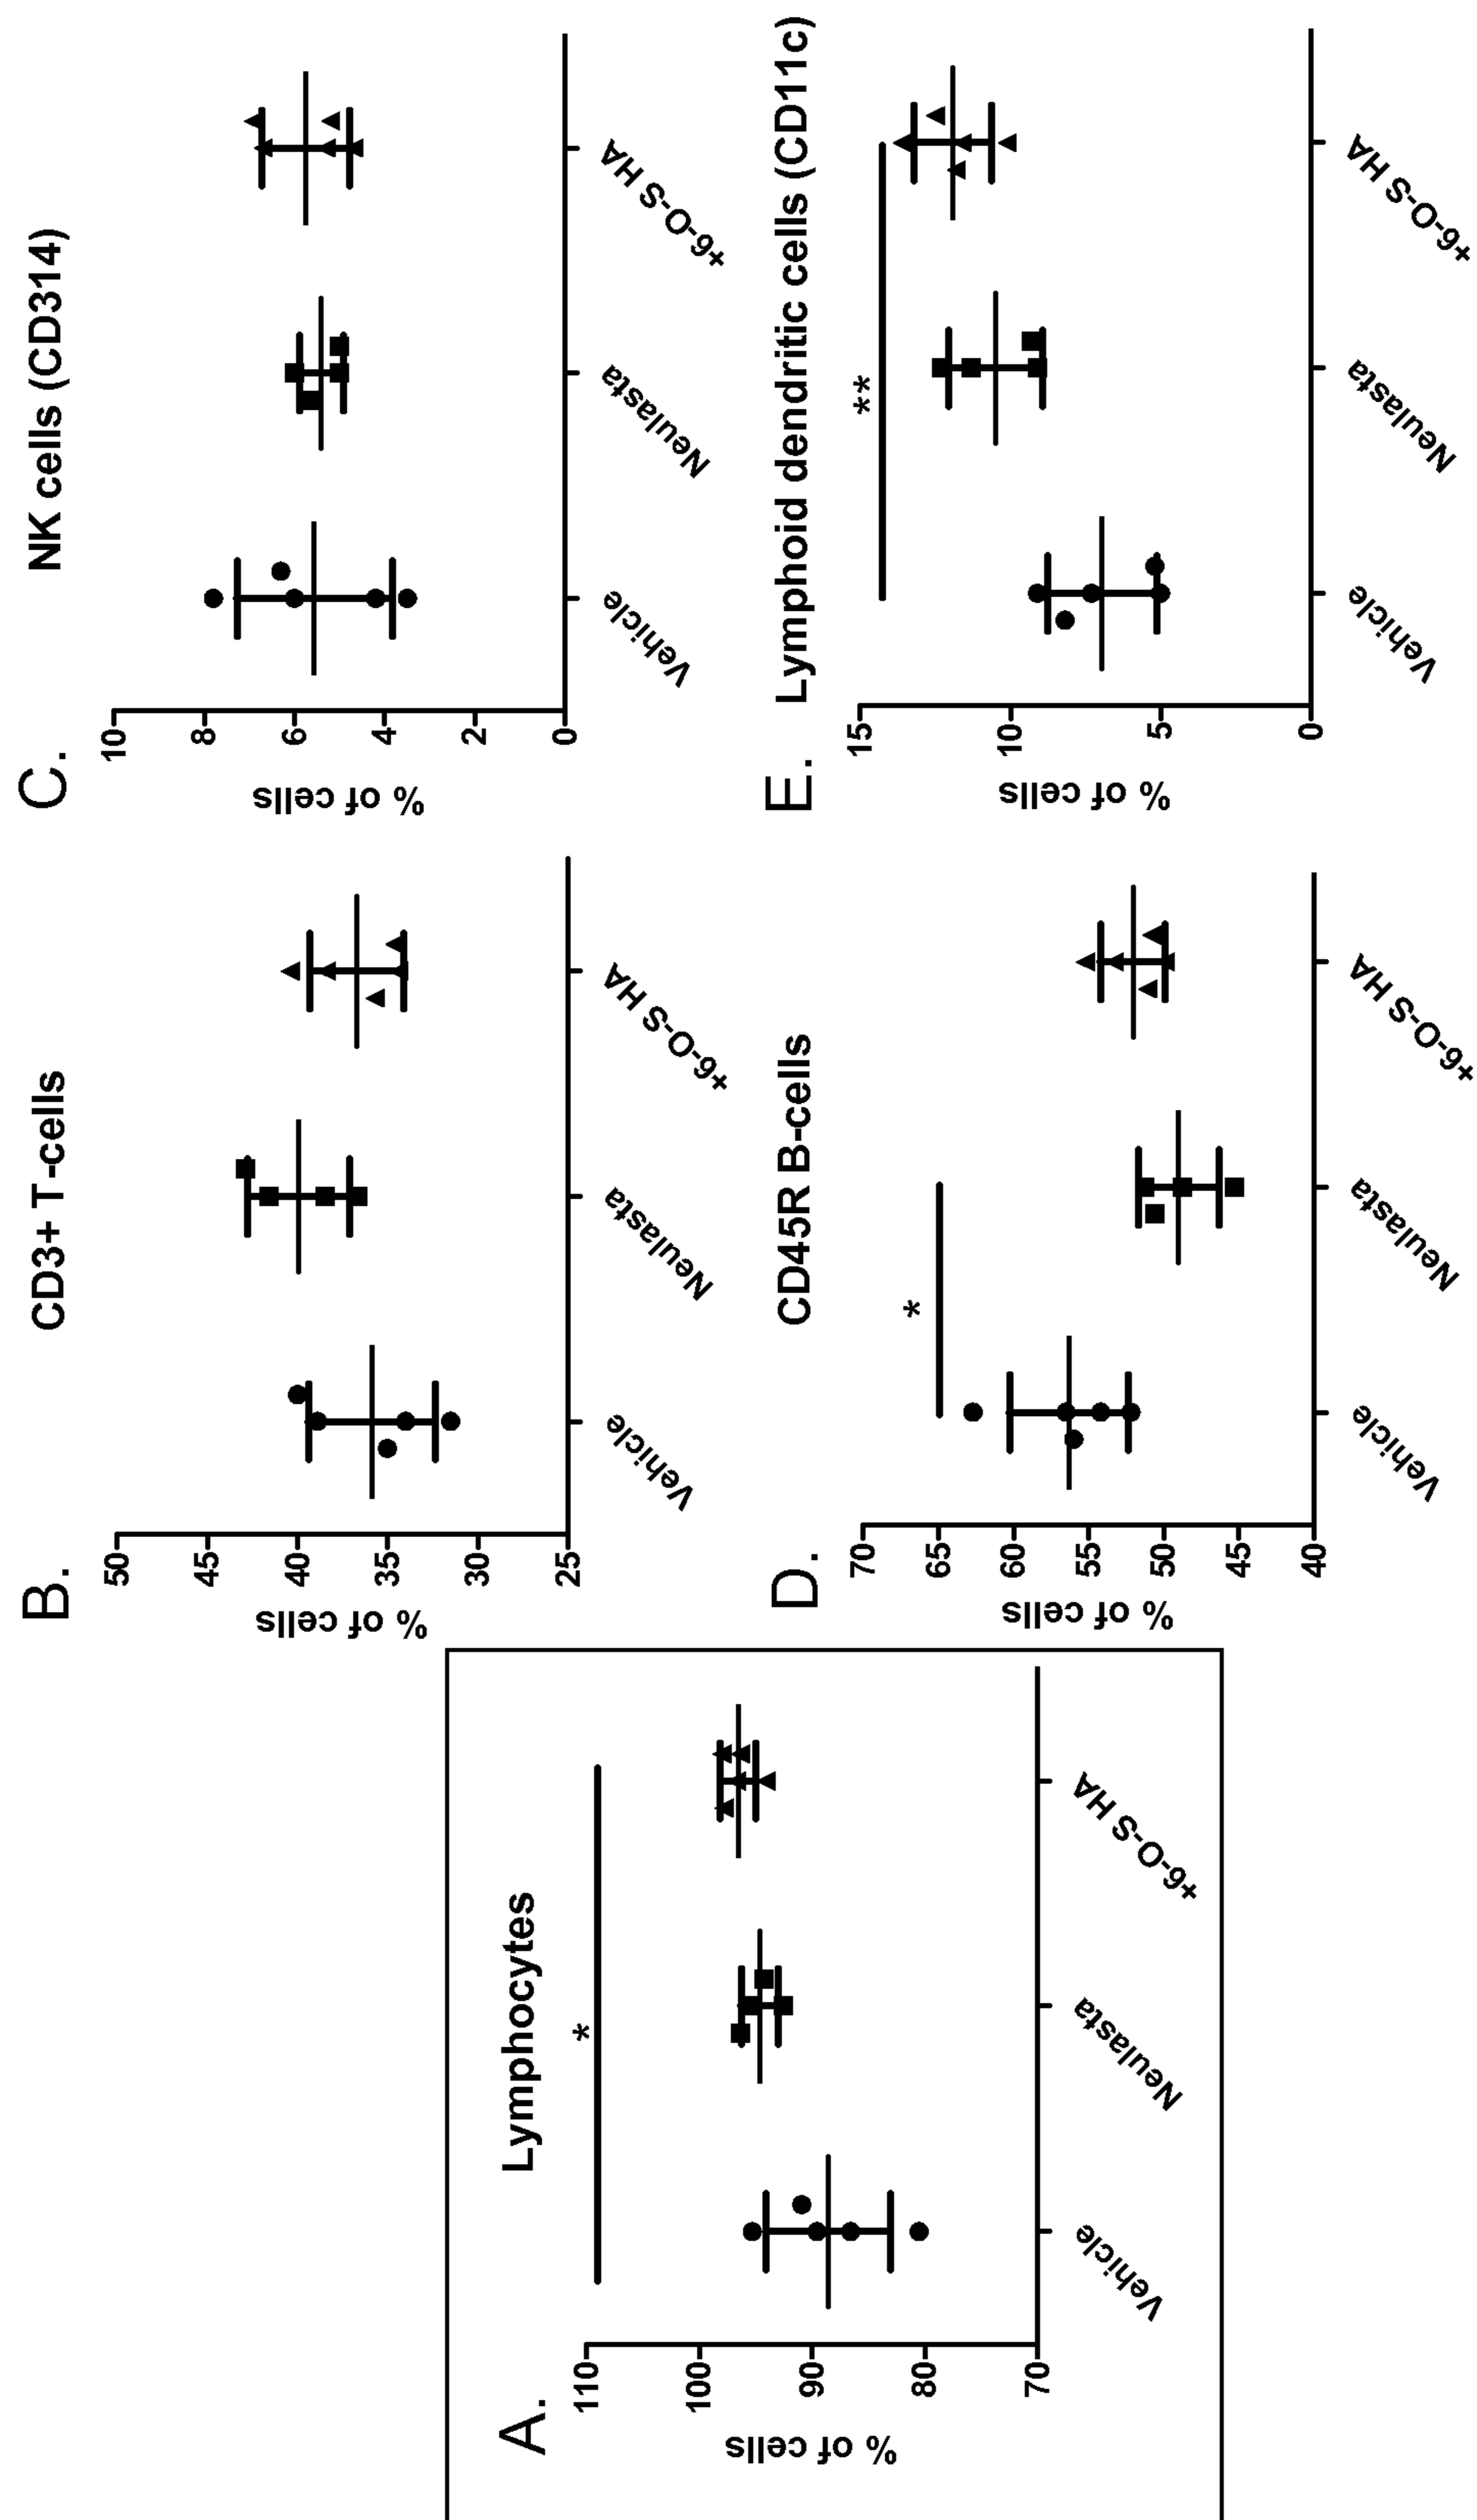 A.
Lymphocytes
*
% of cells
110
100
90
80
70
Vehicle
Neulasta
⁺6-O-S HA
B.
CD3+ T-cells
% of cells
50
45
40
35
30
25
Vehicle
Neulasta
⁺6-O-S HA
C.
NK cells (CD314)
% of cells
10
8
6
4
2
0
Vehicle
Neulasta
⁺6-O-S HA
D.
CD45R B-cells
*
% of cells
70
65
60
55
50
45
40
Vehicle
Neulasta
⁺6-O-S HA
E.
Lymphoid dendritic cells (CD11c)
**
% of cells
15
10
5
0
Vehicle
Neulasta
⁺6-O-S HA